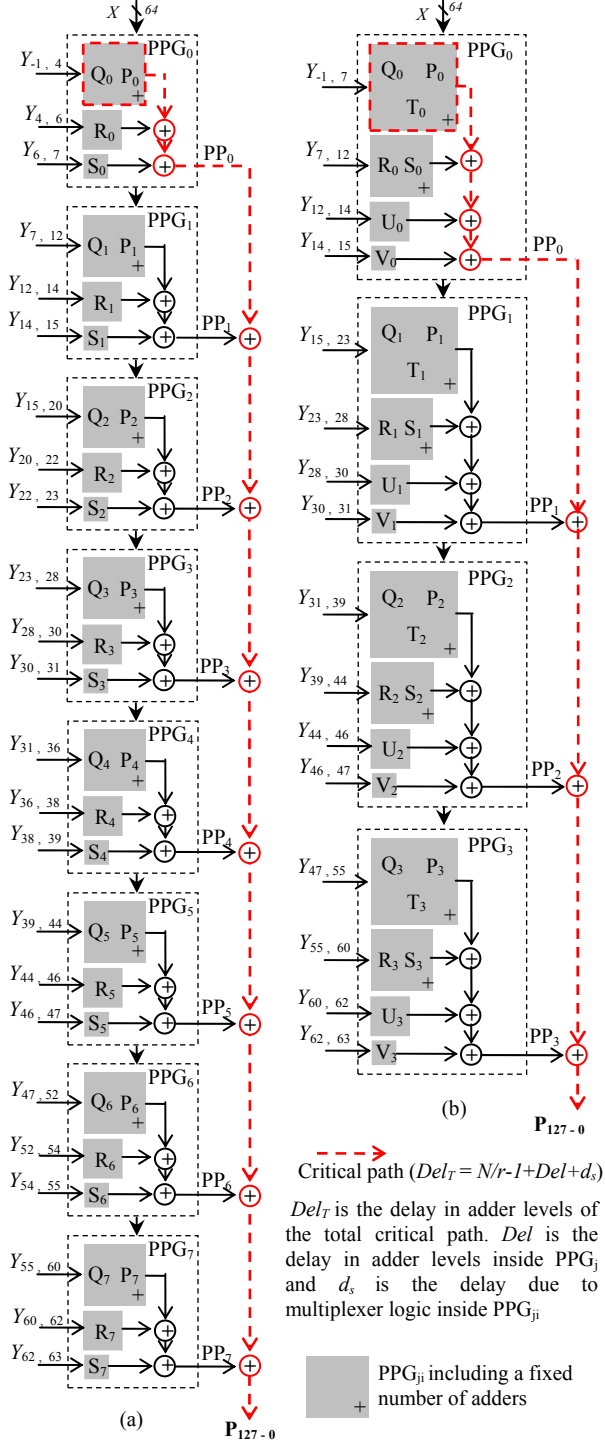 X 64
PPG0
Y-1, 4
Q0 P0
+
Y4, 6
R0
+
Y6, 7
S0
+
PP0
PPG1
Y7, 12
Q1 P1
+
Y12, 14
R1
+
Y14, 15
S1
+
PP1
+
PPG2
Y15, 20
Q2 P2
+
Y20, 22
R2
+
Y22, 23
S2
+
PP2
+
PPG3
Y23, 28
Q3 P3
+
Y28, 30
R3
+
Y30, 31
S3
+
PP3
+
PPG4
Y31, 36
Q4 P4
+
Y36, 38
R4
+
Y38, 39
S4
+
PP4
+
PPG5
Y39, 44
Q5 P5
+
Y44, 46
R5
+
Y46, 47
S5
+
PP5
+
PPG6
Y47, 52
Q6 P6
+
Y52, 54
R6
+
Y54, 55
S6
+
PP6
+
PPG7
Y55, 60
Q7 P7
+
Y60, 62
R7
+
Y62, 63
S7
+
PP7
+
(a)
P127 - 0
X 64
PPG0
Y-1, 7
Q0 P0
T0
+
Y7, 12
R0 S0
+
+
Y12, 14
U0
+
Y14, 15
V0
+
PP0
PPG1
Y15, 23
Q1 P1
T1
+
Y23, 28
R1 S1
+
+
Y28, 30
U1
+
Y30, 31
V1
+
PP1
+
PPG2
Y31, 39
Q2 P2
T2
+
Y39, 44
R2 S2
+
+
Y44, 46
U2
+
Y46, 47
V2
+
PP2
+
PPG3
Y47, 55
Q3 P3
T3
+
Y55, 60
R3 S3
+
+
Y60, 62
U3
+
Y62, 63
V3
+
PP3
+
(b)
P127 - 0
Critical path (DelT = N/r-1+Del+ds)
DelT is the delay in adder levels of
the total critical path. Del is the
delay in adder levels inside PPGj
and ds is the delay due to
multiplexer logic inside PPGji
+
PPGji including a fixed
number of adders